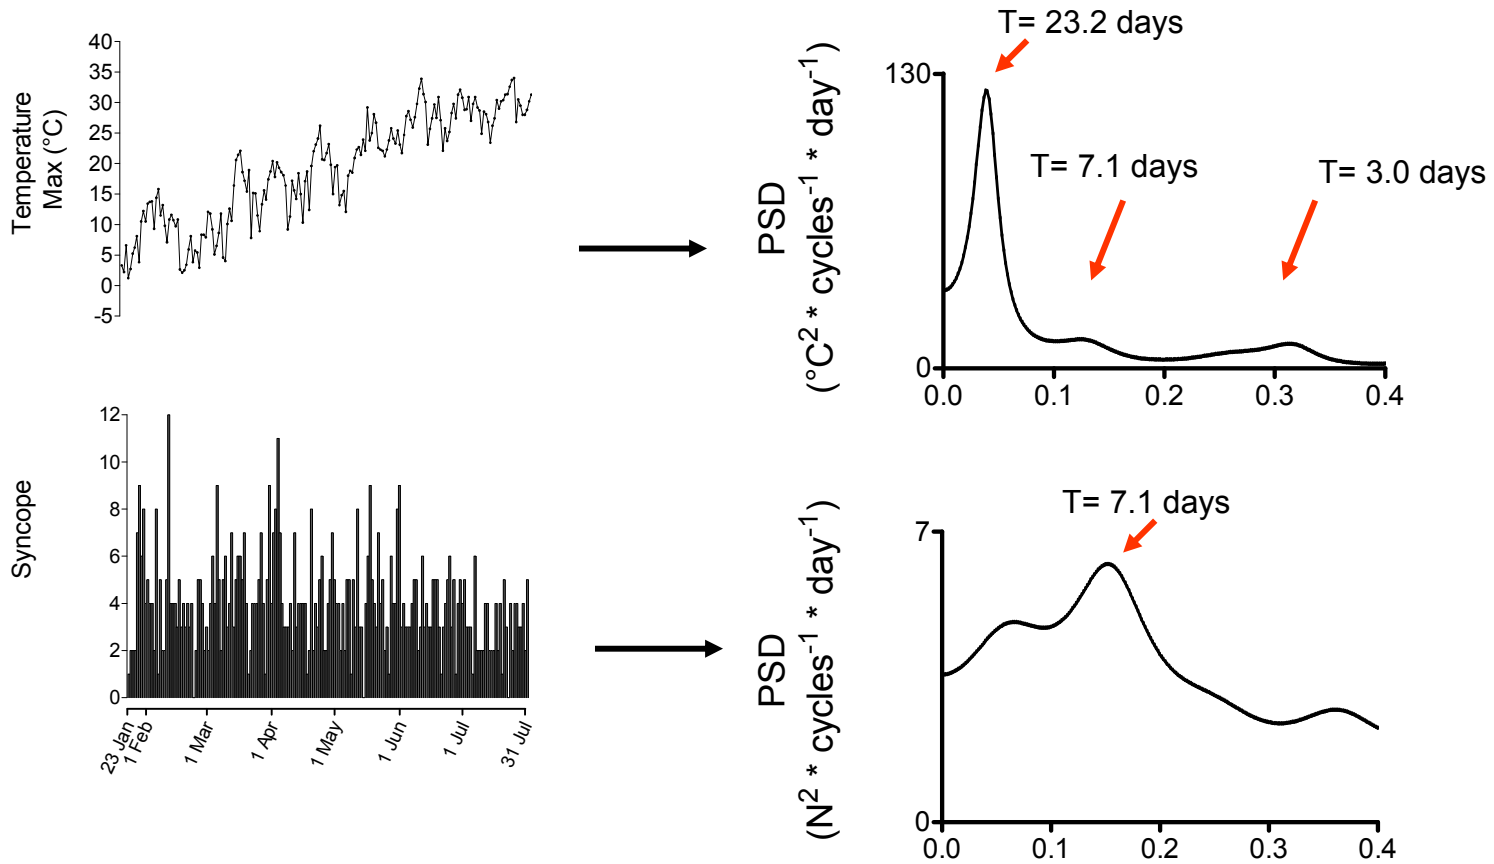 Temperature
Max (°C)
40
35
30
25
20
15
10
5
0
-5
T= 23.2 days
T= 7.1 days
T= 3.0 days
PSD
(°C² * cycles⁻¹ * day⁻¹)
130
0
0.0 0.1 0.2 0.3 0.4
Syncope
12
10
8
6
4
2
0
23 Jan
1 Feb
1 Mar
1 Apr
1 May
1 Jun
1 Jul
31 Jul
T= 7.1 days
PSD
(N² * cycles⁻¹ * day⁻¹)
7
0
0.0 0.1 0.2 0.3 0.4